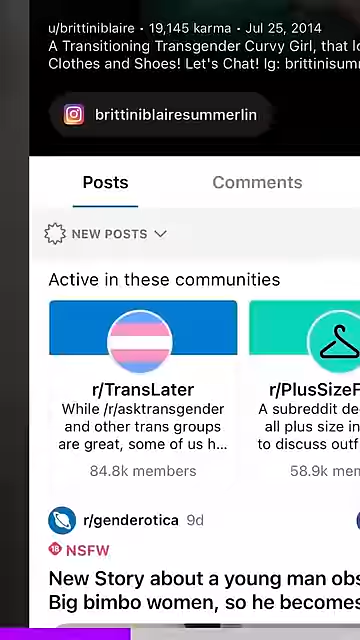 u/brittiniblaire • 19,145 karma • Jul 25, 2014
A Transitioning Transgender Curvy Girl, that
Clothes and Shoes! Let's Chat! Ig:
brittiniblairesummerlin
Posts Comments
NEW POSTS
Active in these communities
r/TransLater
While /r/asktransgender
and other trans groups
are great, some of us h...
84.8k members
r/PlusSizeF
A subreddit de
all plus size in
to discuss outf
58.9k mem
r/genderotica 9d
18 NSFW
New Story about a young man obs
Big bimbo women, so he becomes